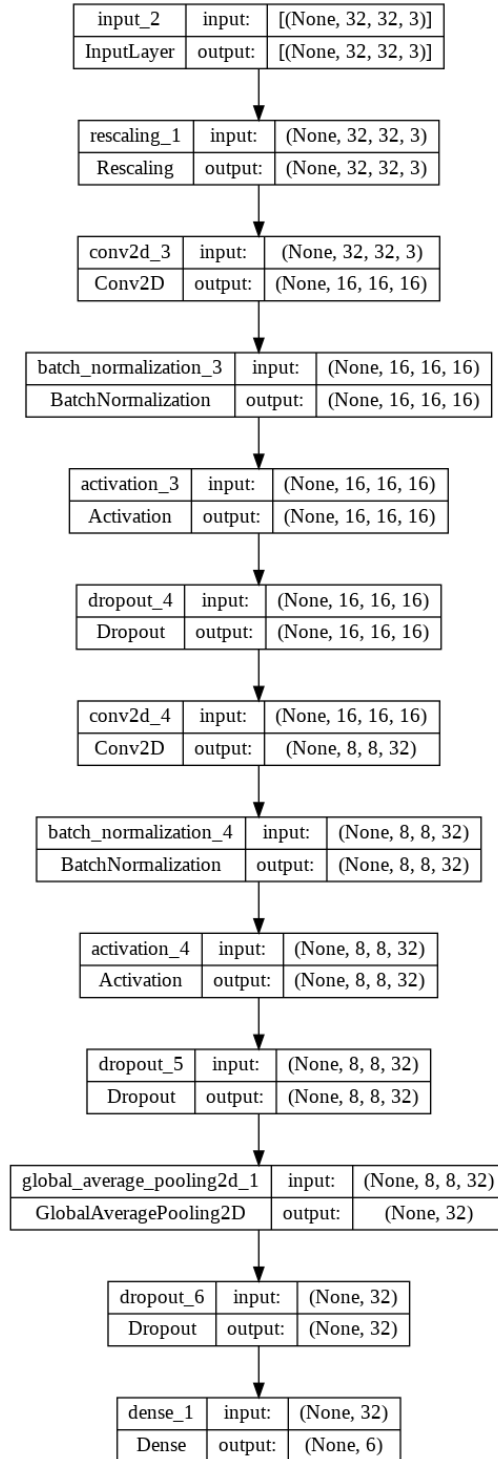 input_2 input: [(None, 32, 32, 3)]
InputLayer output: [(None, 32, 32, 3)]
rescaling_1 input: (None, 32, 32, 3)
Rescaling output: (None, 32, 32, 3)
conv2d_3 input: (None, 32, 32, 3)
Conv2D output: (None, 16, 16, 16)
batch_normalization_3 input: (None, 16, 16, 16)
BatchNormalization output: (None, 16, 16, 16)
activation_3 input: (None, 16, 16, 16)
Activation output: (None, 16, 16, 16)
dropout_4 input: (None, 16, 16, 16)
Dropout output: (None, 16, 16, 16)
conv2d_4 input: (None, 16, 16, 16)
Conv2D output: (None, 8, 8, 32)
batch_normalization_4 input: (None, 8, 8, 32)
BatchNormalization output: (None, 8, 8, 32)
activation_4 input: (None, 8, 8, 32)
Activation output: (None, 8, 8, 32)
dropout_5 input: (None, 8, 8, 32)
Dropout output: (None, 8, 8, 32)
global_average_pooling2d_1 input: (None, 8, 8, 32)
GlobalAveragePooling2D output: (None, 32)
dropout_6 input: (None, 32)
Dropout output: (None, 32)
dense_1 input: (None, 32)
Dense output: (None, 6)